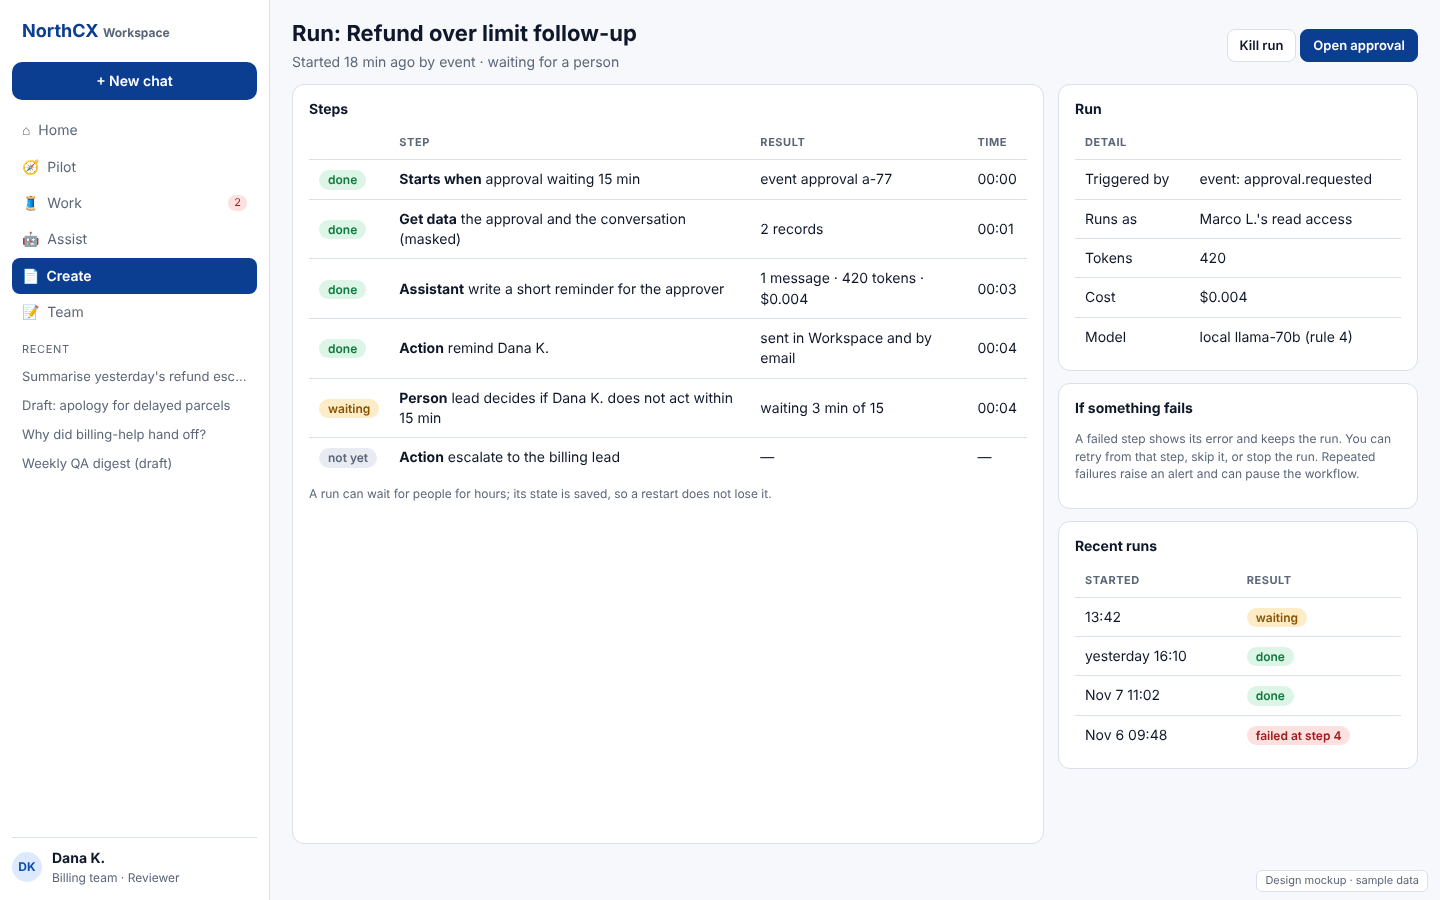 NorthCX Workspace
+ New chat
Home
Pilot
Work 2
Assist
Create
Team
RECENT
Summarise yesterday's refund esc...
Draft: apology for delayed parcels
Why did billing-help hand off?
Weekly QA digest (draft)
DK
Dana K.
Billing team · Reviewer
Run: Refund over limit follow-up
Started 18 min ago by event · waiting for a person
Kill run
Open approval
Steps
STEP RESULT TIME
done Starts when approval waiting 15 min event approval a-77 00:00
done Get data the approval and the conversation
(masked) 2 records 00:01
done Assistant write a short reminder for the approver 1 message · 420 tokens ·
$0.004 00:03
done Action remind Dana K. sent in Workspace and by
email 00:04
waiting Person lead decides if Dana K. does not act within
15 min waiting 3 min of 15 00:04
not yet Action escalate to the billing lead — —
A run can wait for people for hours; its state is saved, so a restart does not lose it.
Run
DETAIL
Triggered by event: approval.requested
Runs as Marco L.'s read access
Tokens 420
Cost $0.004
Model local llama-70b (rule 4)
If something fails
A failed step shows its error and keeps the run. You can
retry from that step, skip it, or stop the run. Repeated
failures raise an alert and can pause the workflow.
Recent runs
STARTED RESULT
13:42 waiting
yesterday 16:10 done
Nov 7 11:02 done
Nov 6 09:48 failed at step 4
Design mockup · sample data